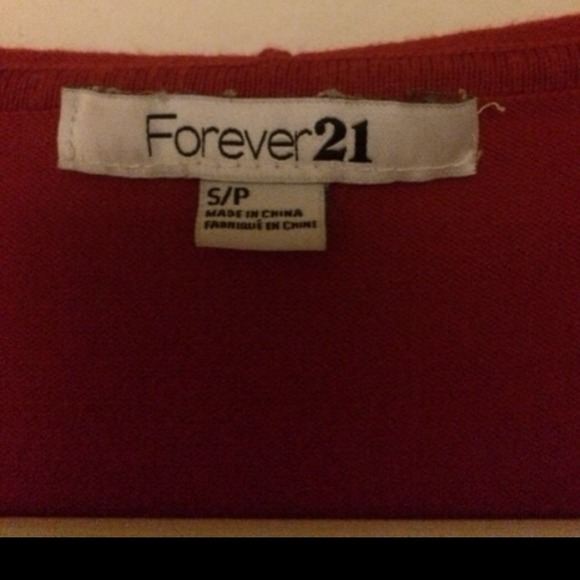 Forever21
S/P
MADE IN CHINA
FABRIQUÉ EN CHINE